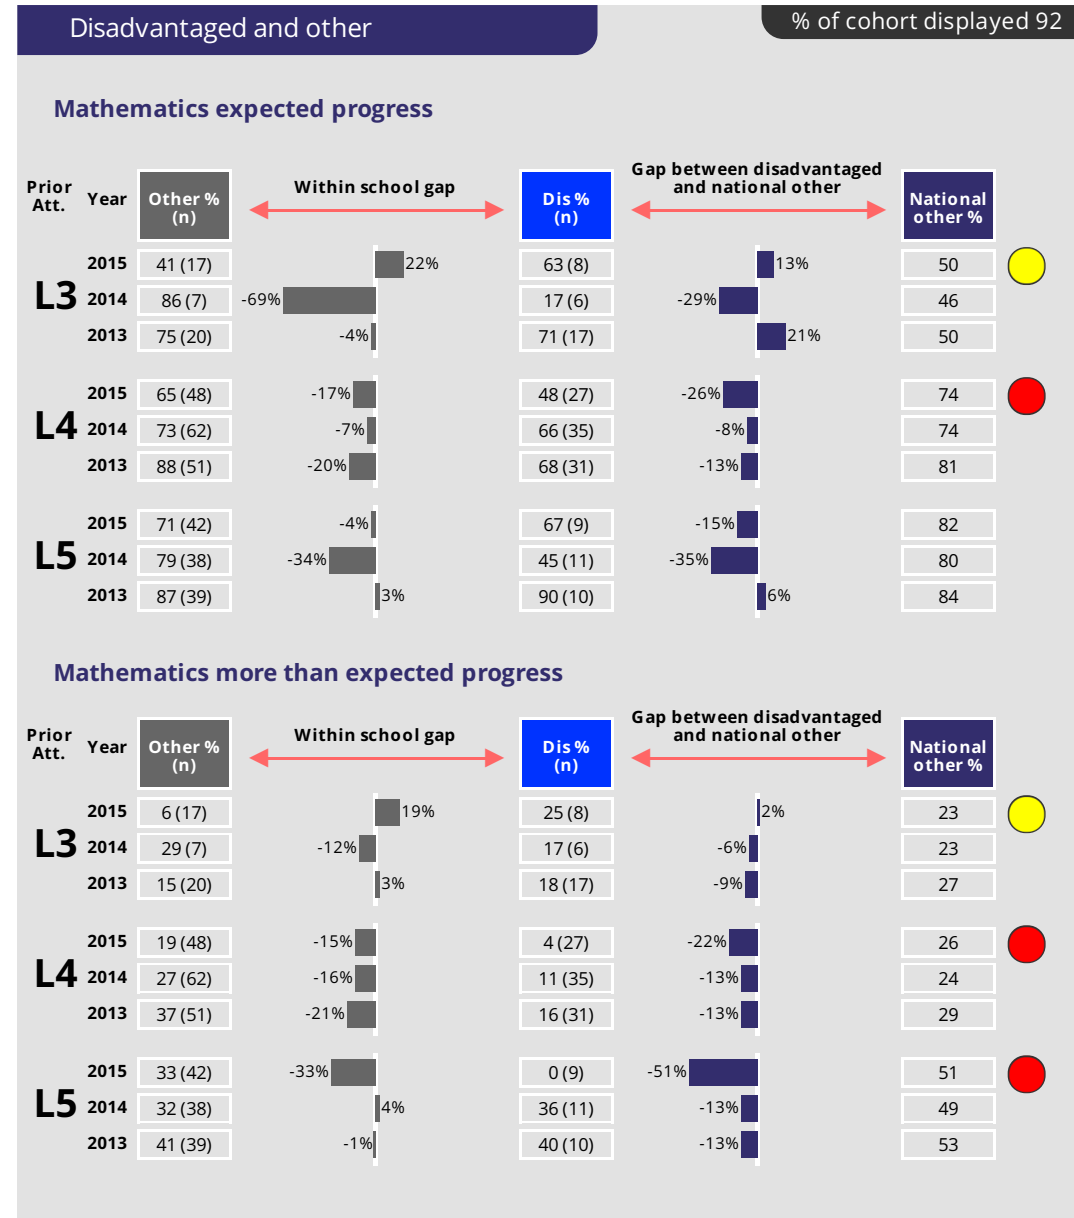 Disadvantaged and other
% of cohort displayed 92
Mathematics expected progress
Prior Att.
Year
Other % (n)
Within school gap
Dis % (n)
Gap between disadvantaged and national other
National other %
L3
2015 41 (17) 22% 63 (8) 13% 50
2014 86 (7) -69% 17 (6) -29% 46
2013 75 (20) -4% 71 (17) 21% 50
L4
2015 65 (48) -17% 48 (27) -26% 74
2014 73 (62) -7% 66 (35) -8% 74
2013 88 (51) -20% 68 (31) -13% 81
L5
2015 71 (42) -4% 67 (9) -15% 82
2014 79 (38) -34% 45 (11) -35% 80
2013 87 (39) 3% 90 (10) 6% 84
Mathematics more than expected progress
Prior Att.
Year
Other % (n)
Within school gap
Dis % (n)
Gap between disadvantaged and national other
National other %
L3
2015 6 (17) 19% 25 (8) 2% 23
2014 29 (7) -12% 17 (6) -6% 23
2013 15 (20) 3% 18 (17) -9% 27
L4
2015 19 (48) -15% 4 (27) -22% 26
2014 27 (62) -16% 11 (35) -13% 24
2013 37 (51) -21% 16 (31) -13% 29
L5
2015 33 (42) -33% 0 (9) -51% 51
2014 32 (38) 4% 36 (11) -13% 49
2013 41 (39) -1% 40 (10) -13% 53